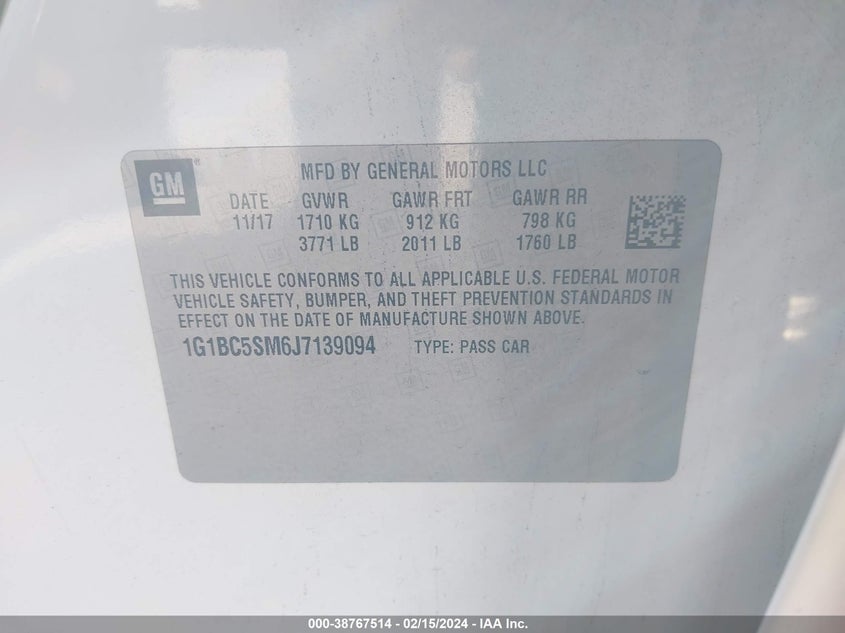 GM®
MFD BY GENERAL MOTORS LLC
DATE GVWR GAWR FRT GAWR RR
11/17 1710 KG 912 KG 798 KG
3771 LB 2011 LB 1760 LB
THIS VEHICLE CONFORMS TO ALL APPLICABLE U.S. FEDERAL MOTOR
VEHICLE SAFETY, BUMPER, AND THEFT PREVENTION STANDARDS IN
EFFECT ON THE DATE OF MANUFACTURE SHOWN ABOVE.
1G1BC5SM6J7139094 TYPE: PASS CAR
000-38767514 - 02/15/2024 - IAA Inc.